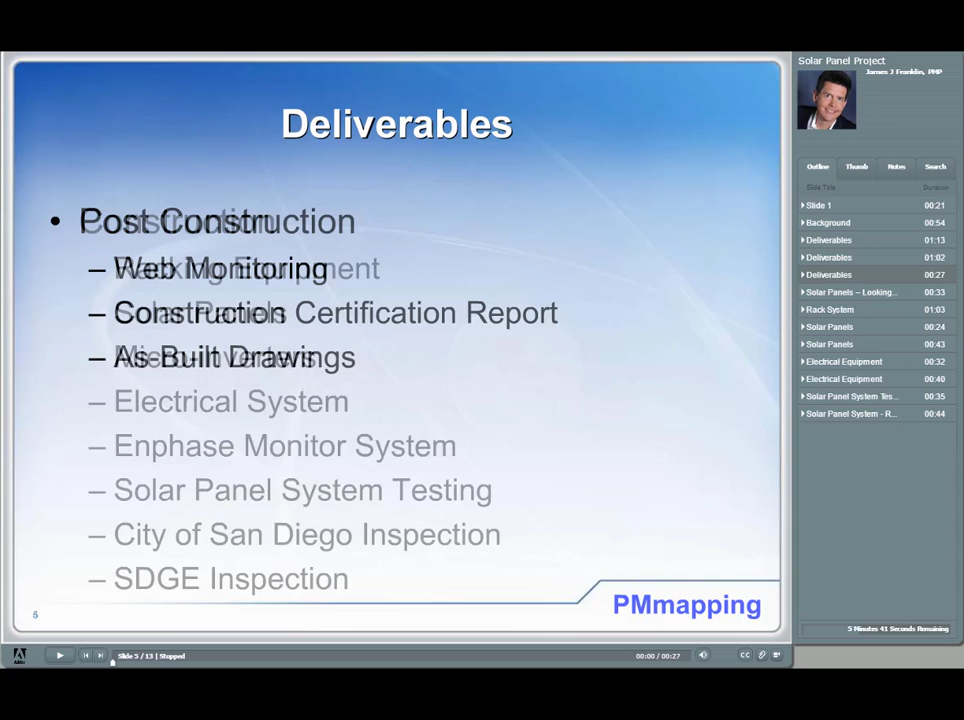 Solar Panel Project
James J Franklin, PMP
Deliverables
• Post Construction
– Web Monitoring
– Construction Certification Report
– As-Built Drawings
– Electrical System
– Enphase Monitor System
– Solar Panel System Testing
– City of San Diego Inspection
– SDGE Inspection
5
PMmapping
Outline Thumb Notes Search
Slide Title Duration
Slide 1 00:21
Background 00:54
Deliverables 01:13
Deliverables 01:02
Deliverables 00:27
Solar Panels – Looking... 00:33
Rack System 01:03
Solar Panels 00:24
Solar Panels 00:43
Electrical Equipment 00:32
Electrical Equipment 00:40
Solar Panel System Tes... 00:35
Solar Panel System - R... 00:44
5 Minutes 41 Seconds Remaining
Slide 5 / 13 | Stopped 00:00 / 00:27 CC